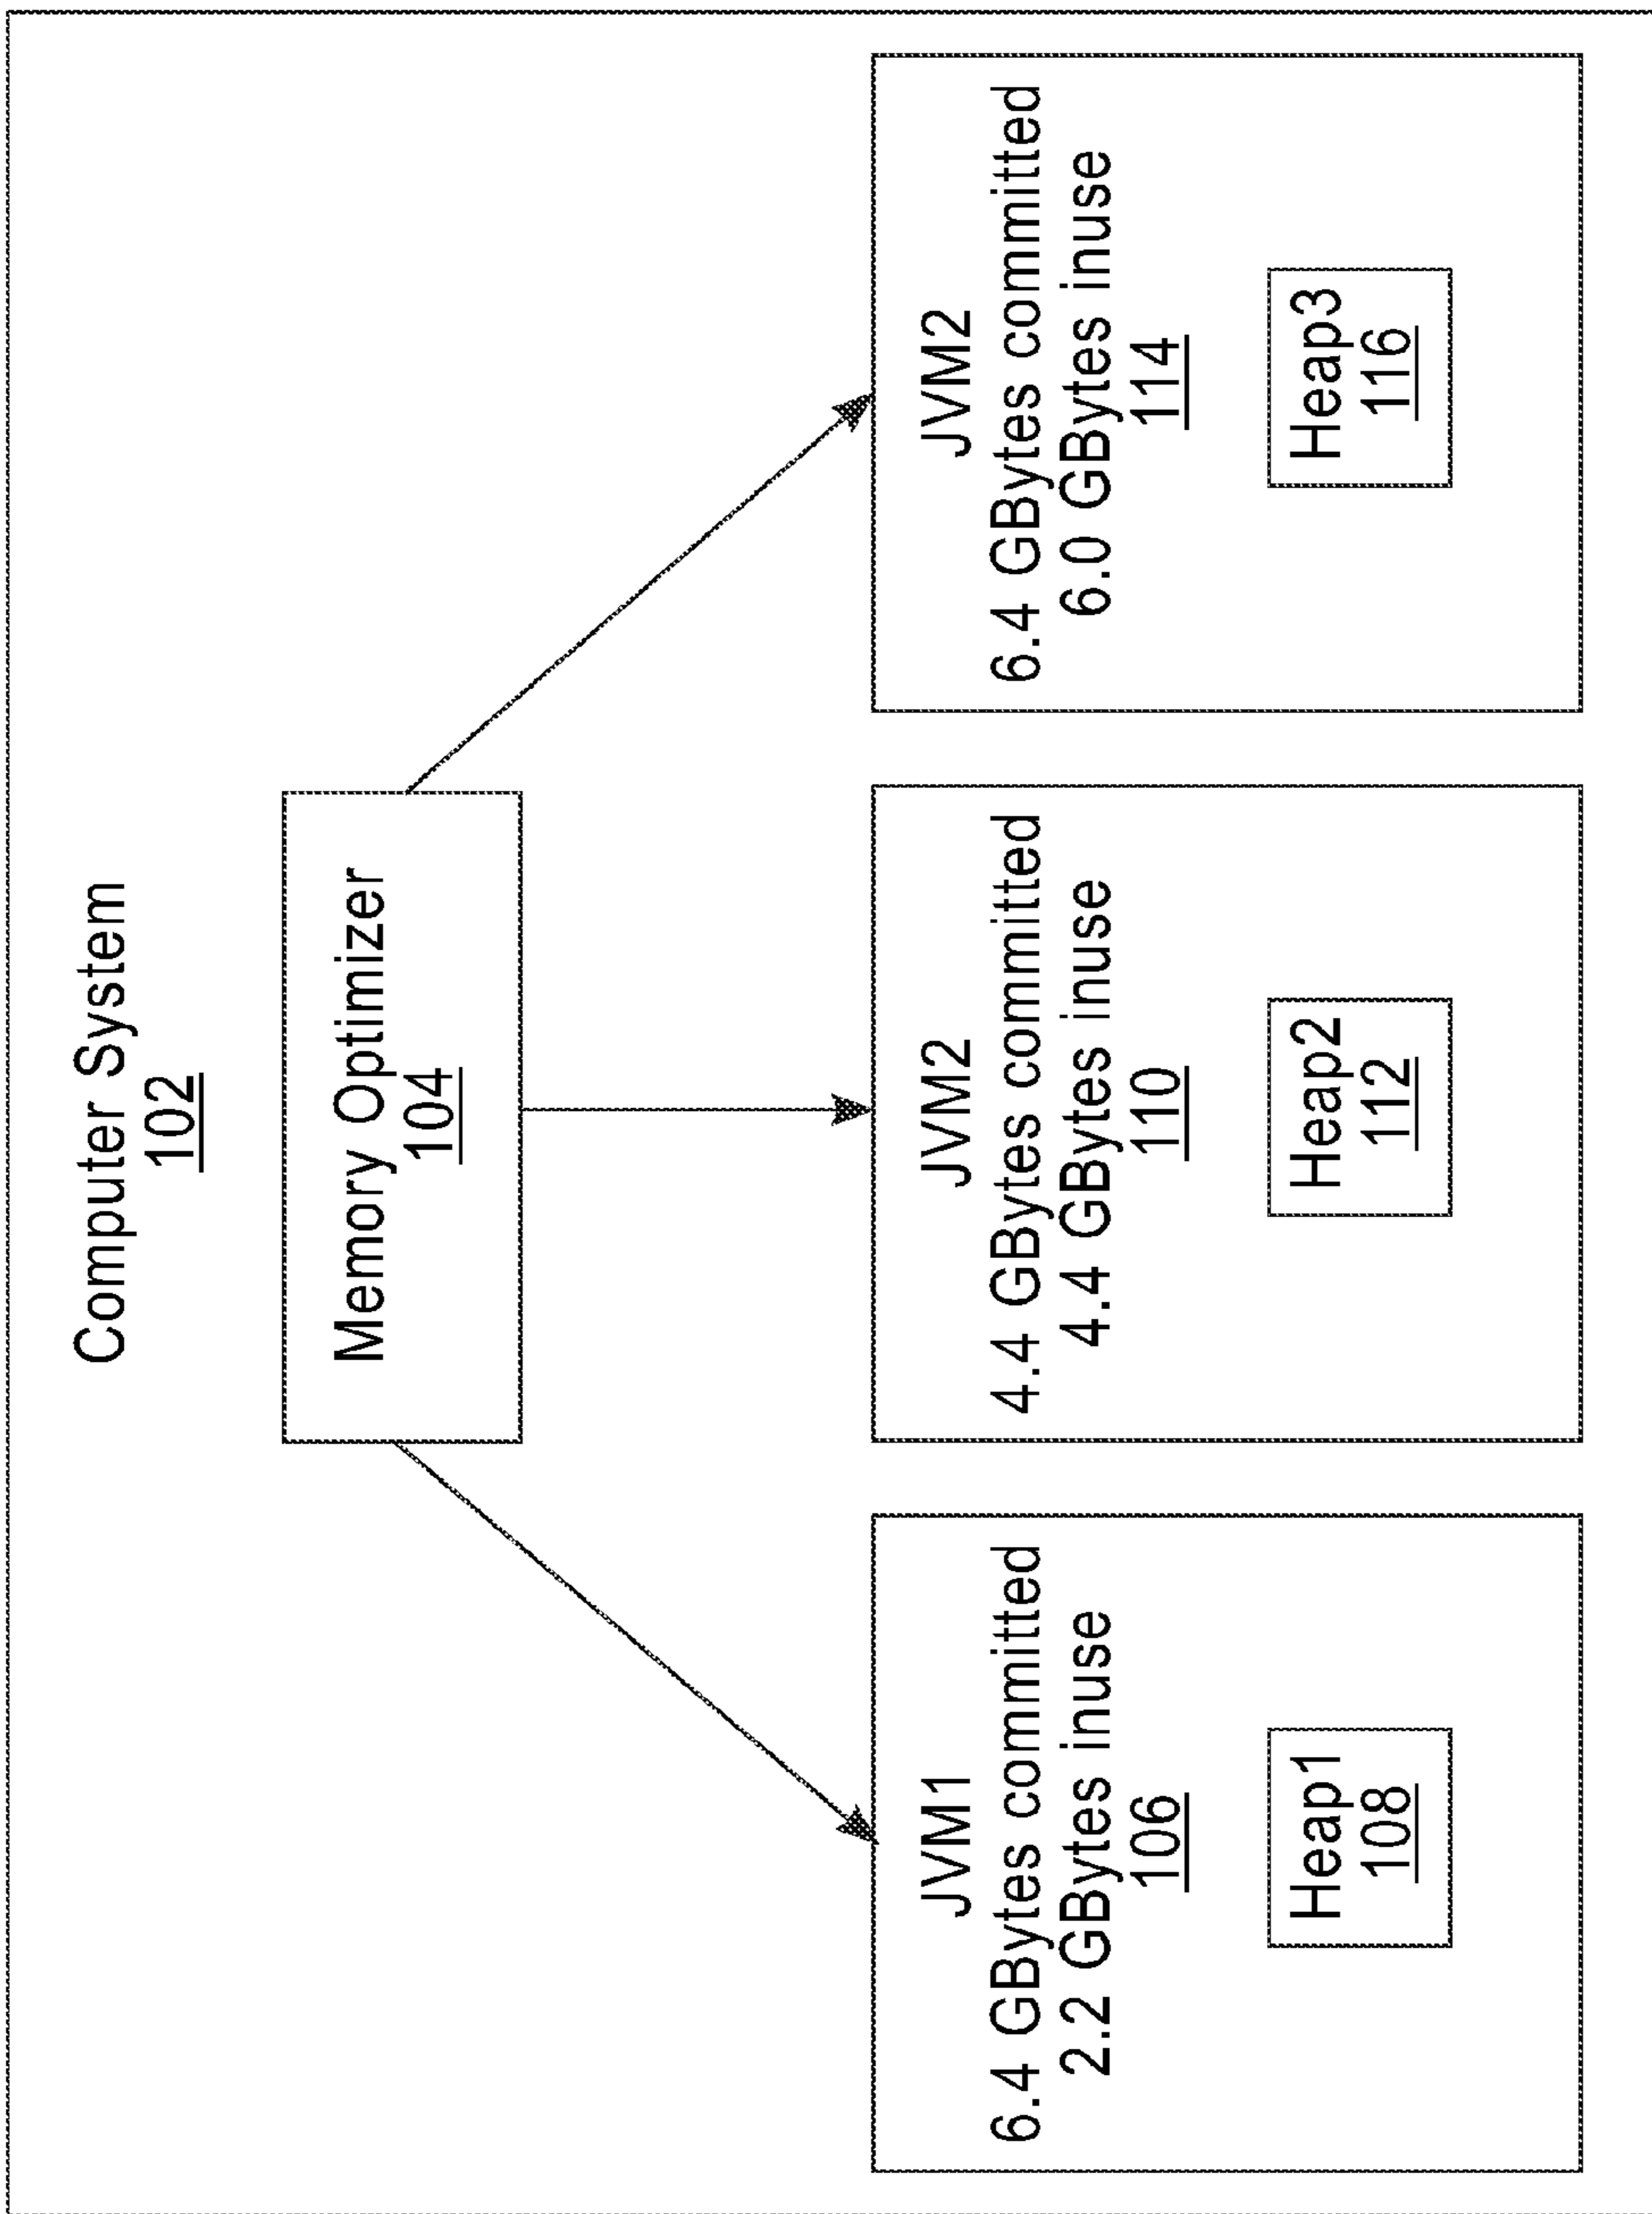 Computer System
102
Memory Optimizer
104
JVM1
6.4 GBytes committed
2.2 GBytes inuse
106
Heap1
108
JVM2
4.4 GBytes committed
4.4 GBytes inuse
110
Heap2
112
JVM2
6.4 GBytes committed
6.0 GBytes inuse
114
Heap3
116